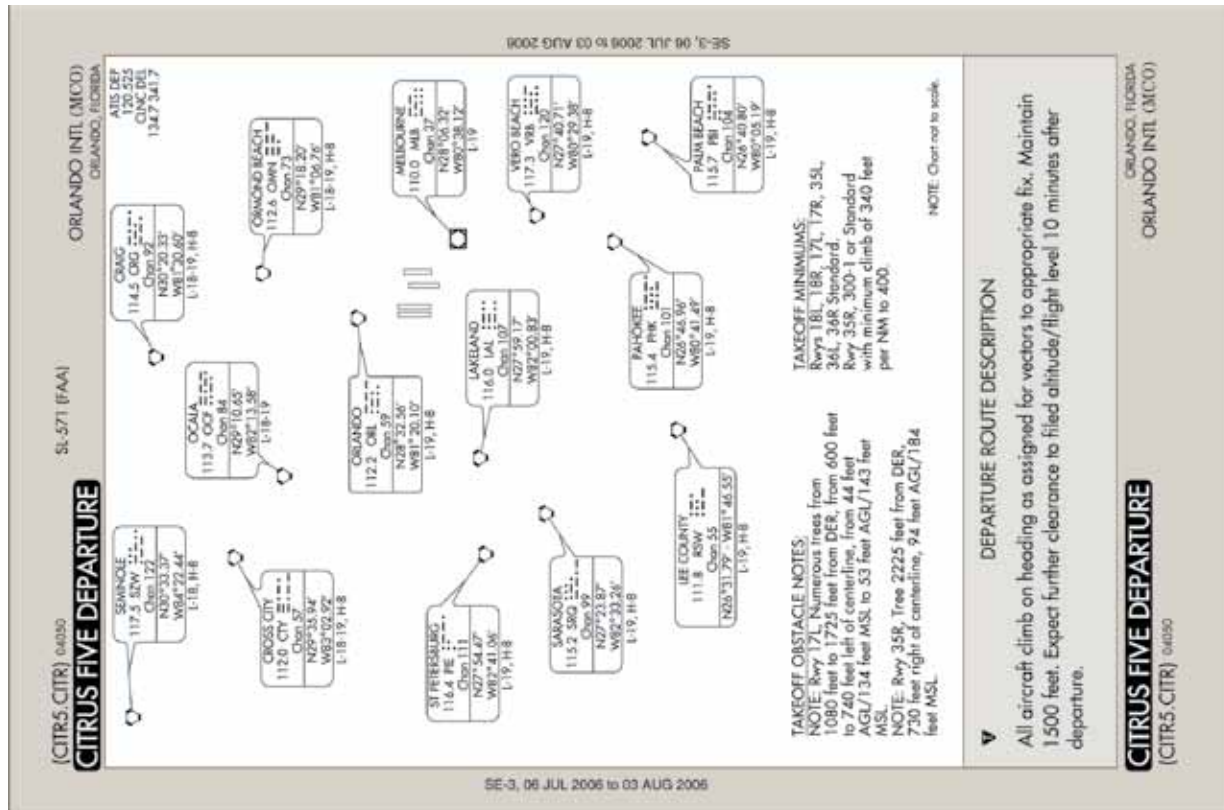 SE-3, 06 JUL 2006 to 03 AUG 2006
(CITR5.CITR) 04050
SL-571 (FAA)
ORLANDO INTL (MCO)
CITRUS FIVE DEPARTURE
ORLANDO, FLORIDA
ATIS DEP
120.525
CLNC DEL
134.7 341.7
SEMINOLE
117.5 SZW
Chan 122
N30°33.37'
W84°22.44'
L-18, H-8
CRAIG
114.5 CRG
Chan 92
N30°20.33'
W81°30.60'
L-18-19, H-8
OCALA
113.7 OCF
Chan 84
N29°10.65'
W82°13.58'
L-18-19
CROSS CITY
112.0 CTY
Chan 57
N29°35.94'
W83°02.92'
L-18-19, H-8
ORMOND BEACH
112.6 OMN
Chan 73
N29°18.20'
W81°06.76'
L-18-19, H-8
ORLANDO
112.2 ORL
Chan 59
N28°32.56'
W81°20.10'
L-19, H-8
MELBOURNE
110.0 MLB
Chan 37
N28°06.32'
W80°38.12'
L-19
ST PETERSBURG
116.4 PIE
Chan 111
N27°54.47'
W82°41.06'
L-19, H-8
LAKELAND
116.0 LAL
Chan 107
N27°59.17'
W82°00.83'
L-19, H-8
VERO BEACH
117.3 VRB
Chan 120
N27°40.71'
W80°29.38'
L-19, H-8
SARASOTA
115.2 SRQ
Chan 99
N27°23.87'
W82°33.26'
L-19, H-8
PAHOKEE
115.4 PHK
Chan 101
N26°46.96'
W80°41.49'
L-19, H-8
PALM BEACH
115.7 PBI
Chan 104
N26°40.80'
W80°05.19'
L-19, H-8
LEE COUNTY
111.8 RSW
Chan 55
N26°31.79' - W81°46.55'
L-19, H-8
TAKEOFF OBSTACLE NOTES:
NOTE: Rwy 17L, Numerous trees from
1080 feet to 1725 feet from DER, from 600 feet
to 740 feet left of centerline, from 44 feet
AGL/134 feet MSL to 53 feet AGL/143 feet
MSL.
NOTE: Rwy 35R, Tree 2225 feet from DER,
730 feet right of centerline, 94 feet AGL/184
feet MSL.
TAKEOFF MINIMUMS:
Rwys 18L, 18R, 17L, 17R, 35L,
36L, 36R Standard.
Rwy 35R, 300-1 or Standard
with minimum climb of 340 feet
per NM to 400.
NOTE: Chart not to scale.
DEPARTURE ROUTE DESCRIPTION
All aircraft climb on heading as assigned for vectors to appropriate fix. Maintain
1500 feet. Expect further clearance to filed altitude/flight level 10 minutes after
departure.
CITRUS FIVE DEPARTURE
ORLANDO, FLORIDA
(CITR5.CITR) 04050
ORLANDO INTL (MCO)
SE-3, 06 JUL 2006 to 03 AUG 2006